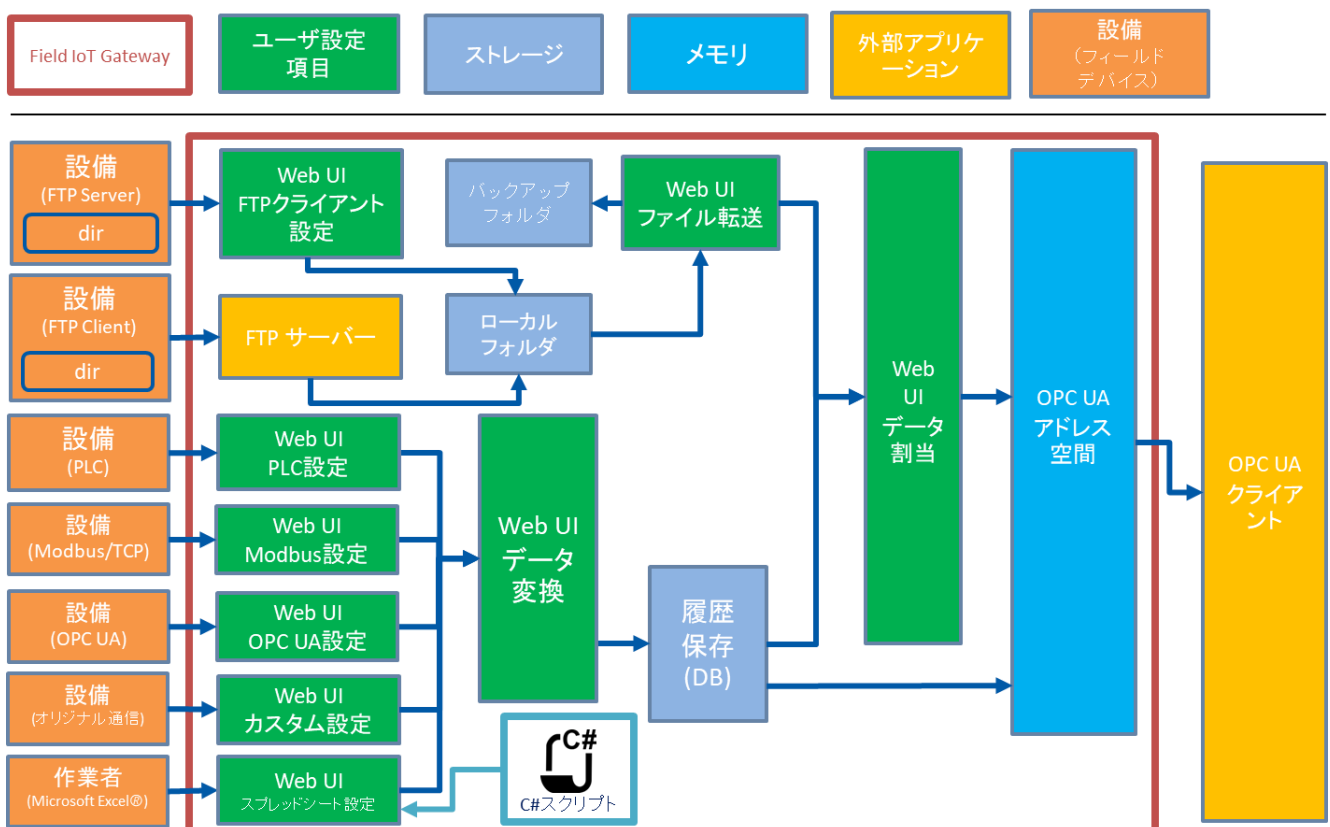 Field IoT Gateway
ユーザ設定
項目
ストレージ
メモリ
外部アプリケ
ーション
設備
(フィールド
デバイス)
設備
(FTP Server)
dir
Web UI
FTPクライアント
設定
バックアップ
フォルダ
Web UI
ファイル転送
設備
(FTP Client)
dir
FTP サーバー
ローカル
フォルダ
Web
UI
データ
割当
OPC UA
アドレス
空間
OPC UA
クライア
ント
設備
(PLC)
Web UI
PLC設定
設備
(Modbus/TCP)
Web UI
Modbus設定
Web UI
データ
変換
設備
(OPC UA)
Web UI
OPC UA設定
履歴
保存
(DB)
設備
(オリジナル通信)
Web UI
カスタム設定
作業者
(Microsoft Excel®)
Web UI
スプレッドシート設定
C#
C#スクリプト